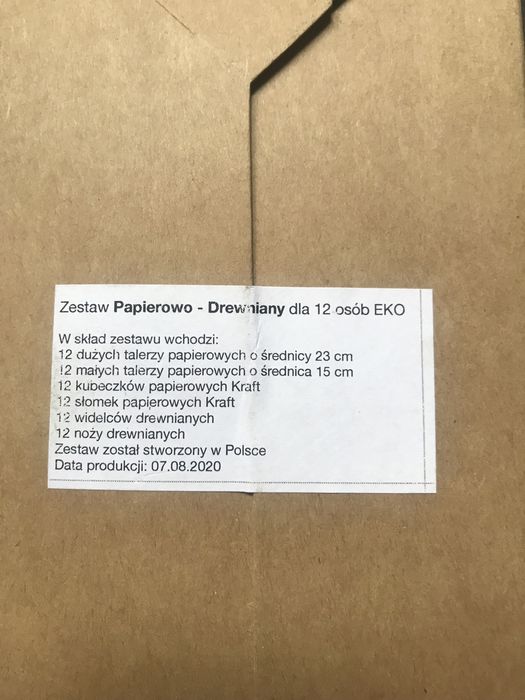 Zestaw Papierowo - Drewniany dla 12 osób EKO
W skład zestawu wchodzi:
12 dużych talerzy papierowych o średnicy 23 cm
12 małych talerzy papierowych o średnica 15 cm
12 kubeczków papierowych Kraft
12 słomek papierowych Kraft
12 widelców drewnianych
12 noży drewnianych
Zestaw został stworzony w Polsce
Data produkcji: 07.08.2020